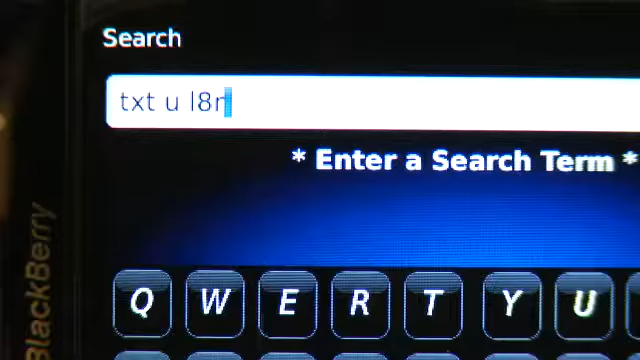 Search
txt u l8r
* Enter a Search Term *
BlackBerry
Q W E R T Y U